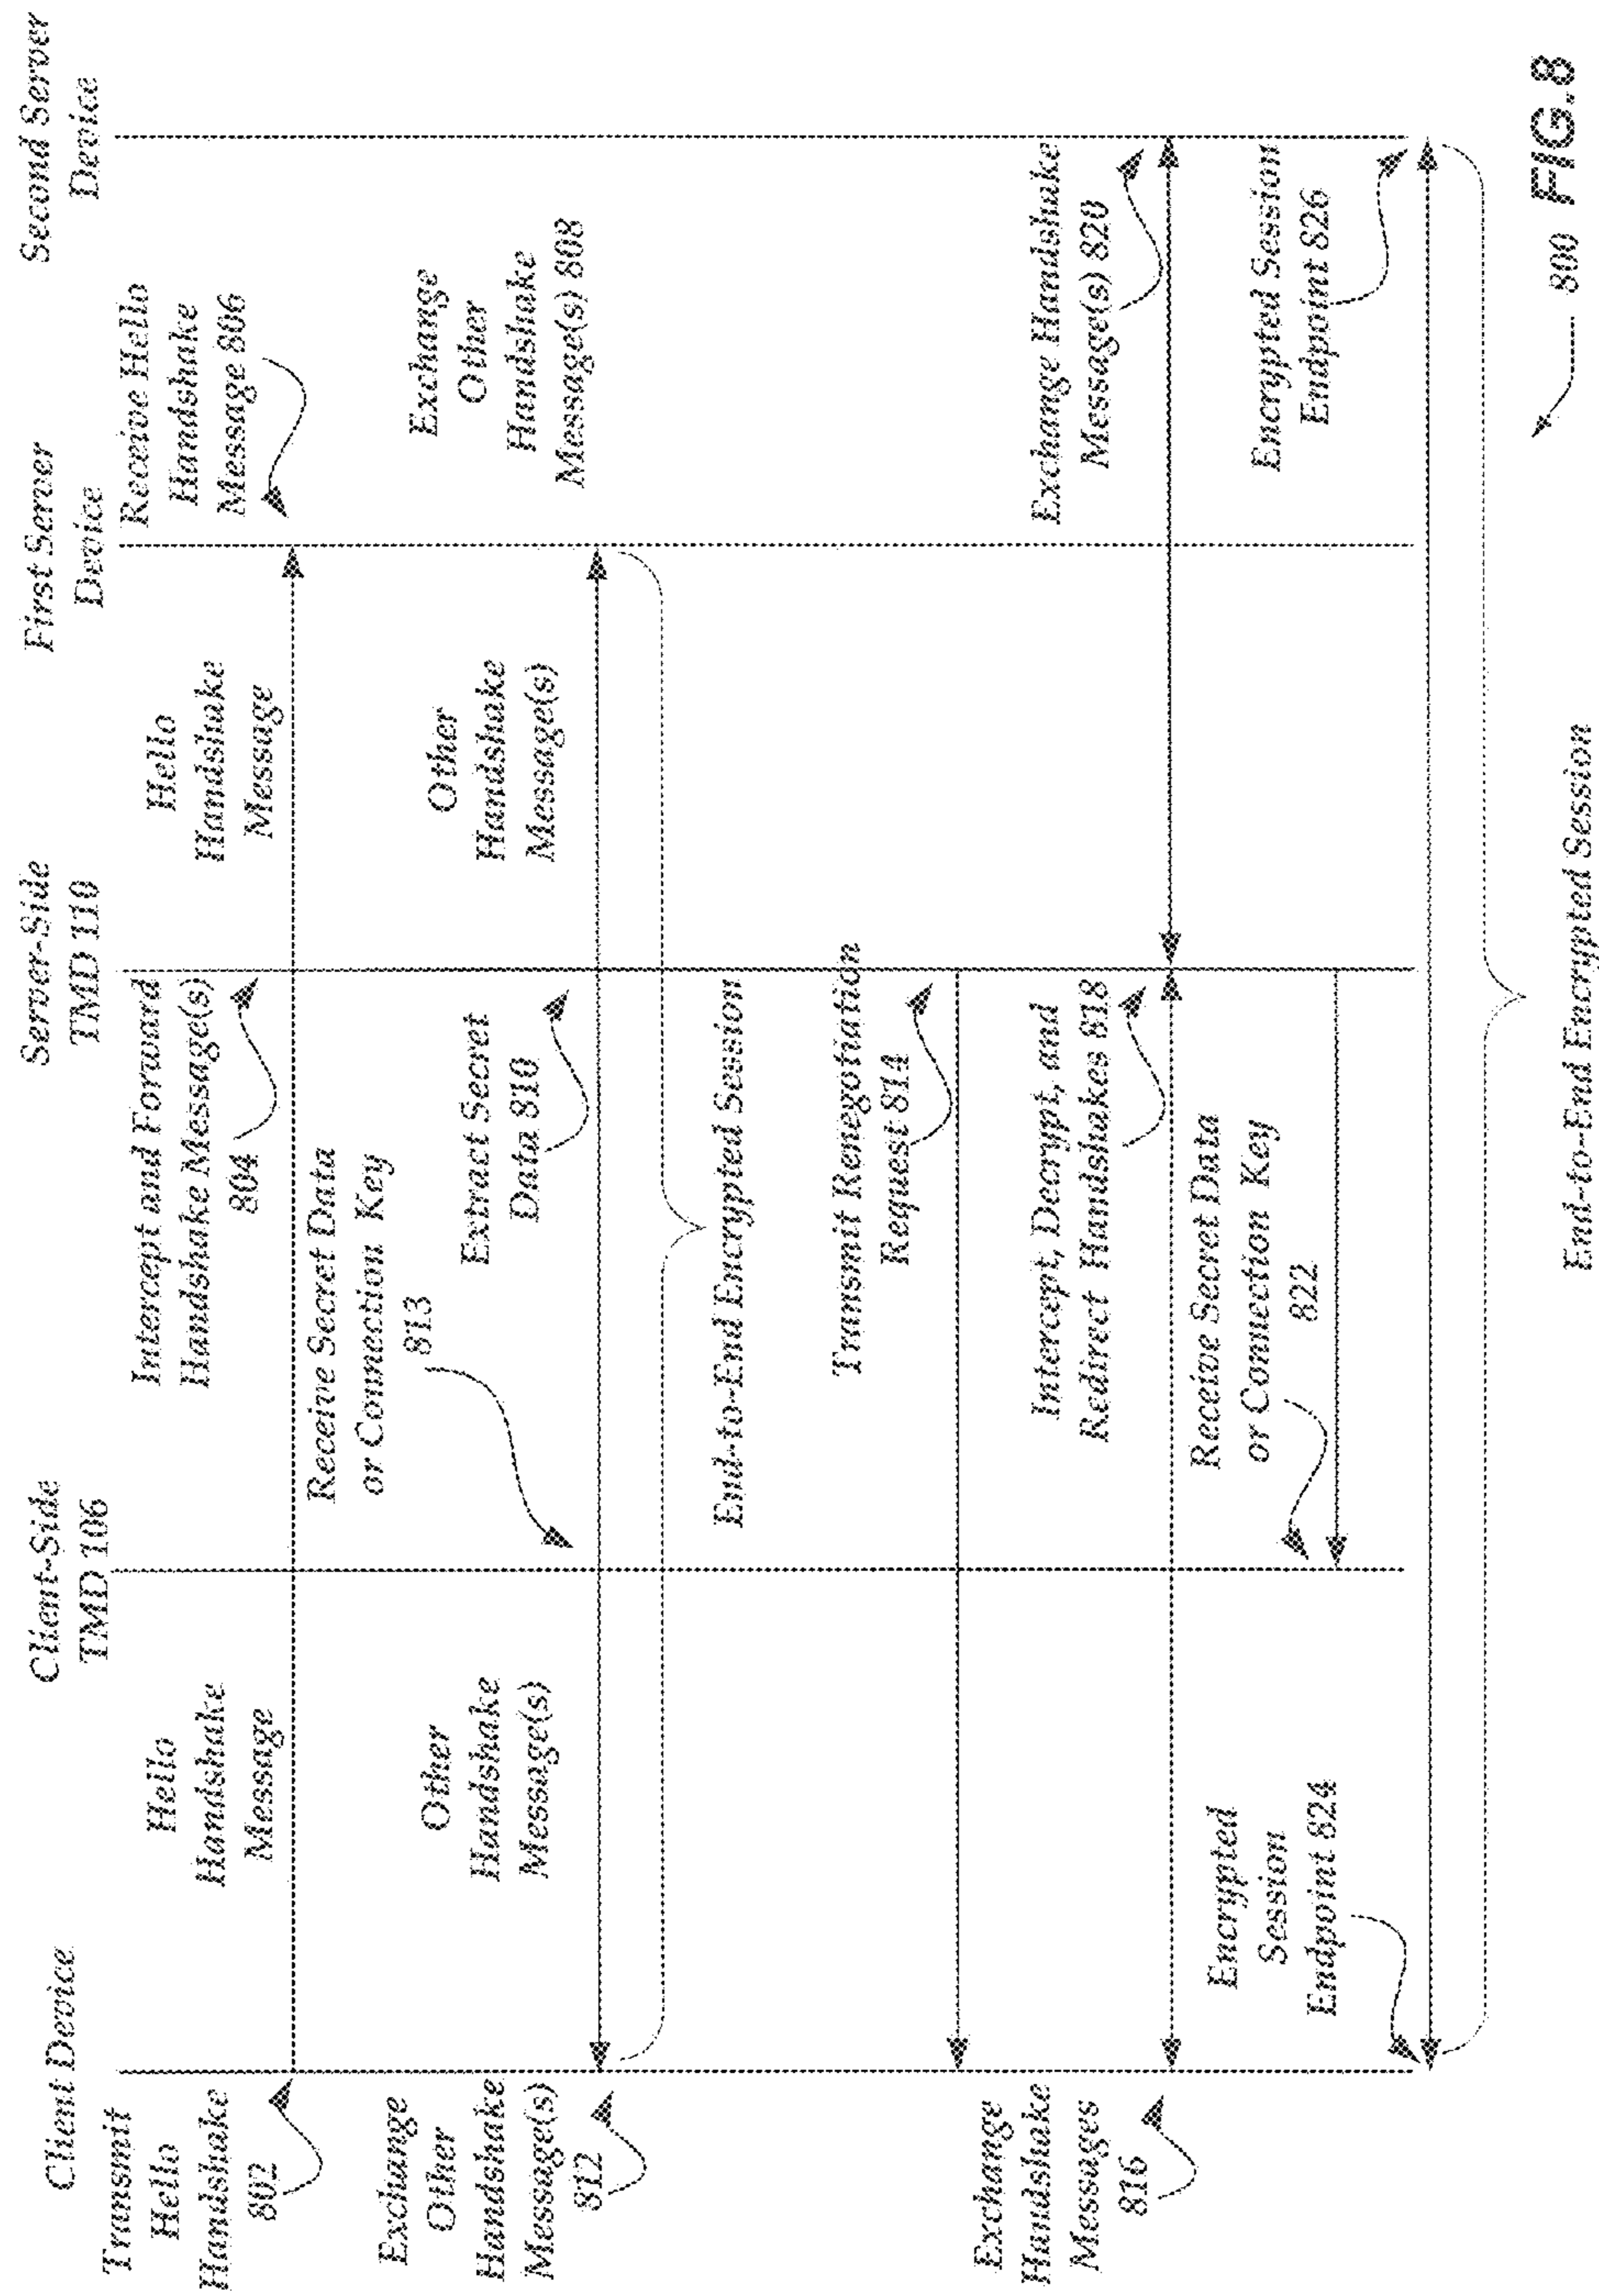 Client Device
Client-Side
TMD 106
Server-Side
TMD 110
First Server
Device
Second Server
Device
Transmit
Hello
Handshake
802
Hello
Handshake
Message
Intercept and Forward
Handshake Message(s)
804
Hello
Handshake
Message
Receive Hello
Handshake
Message 806
Receive Secret Data
or Connection Key
813
Exchange
Other
Handshake
Message(s)
812
Other
Handshake
Message(s)
Extract Secret
Data 810
Other
Handshake
Message(s)
Exchange
Other
Handshake
Message(s) 808
End-to-End Encrypted Session
Transmit Renegotiation
Request 814
Exchange
Handshake
Messages
816
Intercept, Decrypt, and
Redirect Handshakes 818
Exchange Handshake
Message(s) 820
Receive Secret Data
or Connection Key
822
Encrypted
Session
Endpoint 824
Encrypted Session
Endpoint 826
End-to-End Encrypted Session
800
FIG.8